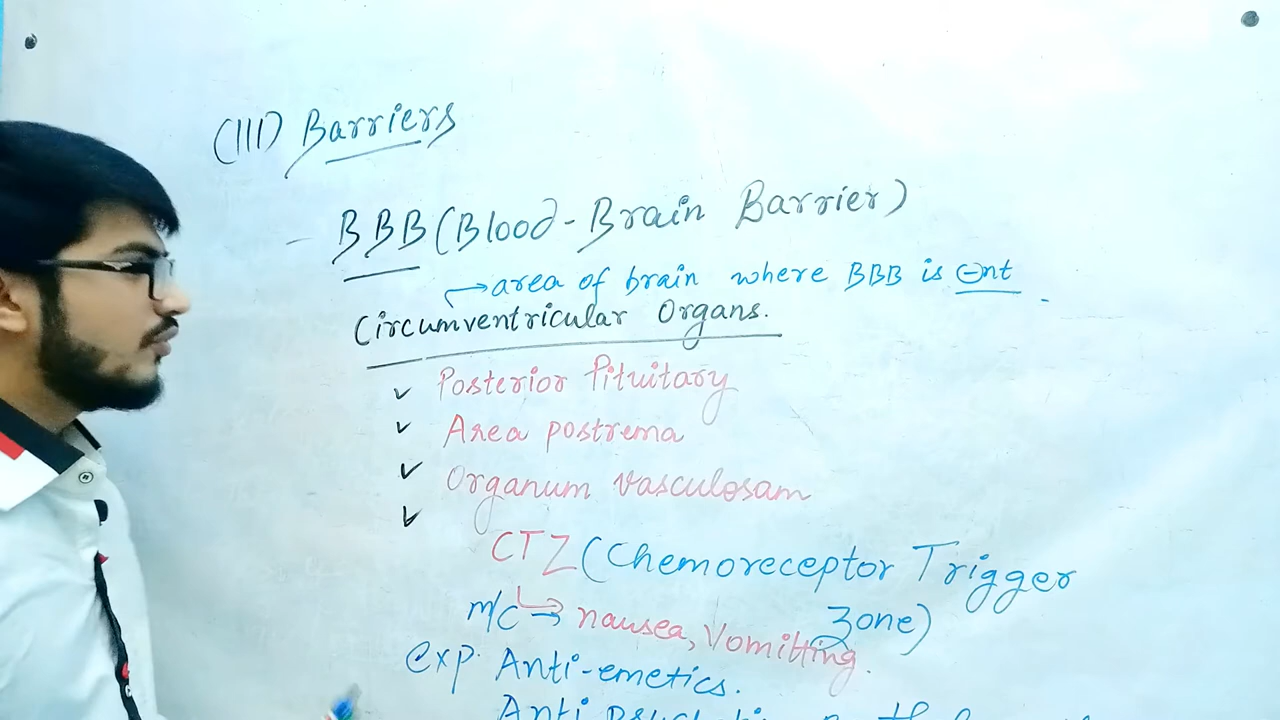 (III) Barriers
- BBB (Blood-Brain Barrier)
→ area of brain where BBB is ⊖nt
Circumventricular Organs.
✓ Posterior Pituitary
✓ Area postrema
✓ Organum vasculosam
✓ CTZ (Chemoreceptor Trigger
Zone)
M/C → nausea, Vomitting.
exp. Anti-emetics.